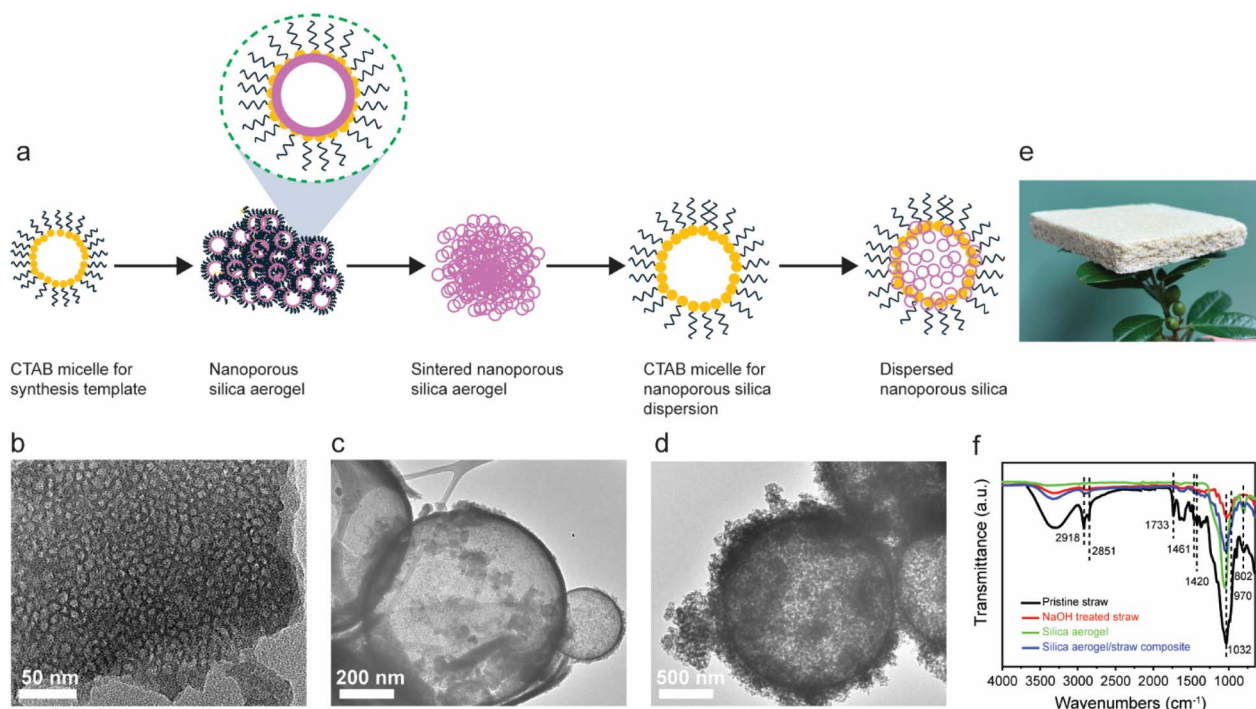 a
e
CTAB micelle for
synthesis template
Nanoporous
silica aerogel
Sintered nanoporous
silica aerogel
CTAB micelle for
nanoporous silica
dispersion
Dispersed
nanoporous silica
b
50 nm
c
200 nm
d
500 nm
f
Transmittance (a.u.)
2918
2851
1733
1461
1420
802
970
1032
Pristine straw
NaOH treated straw
Silica aerogel
Silica aerogel/straw composite
4000 3500 3000 2500 2000 1500 1000
Wavenumbers (cm⁻¹)